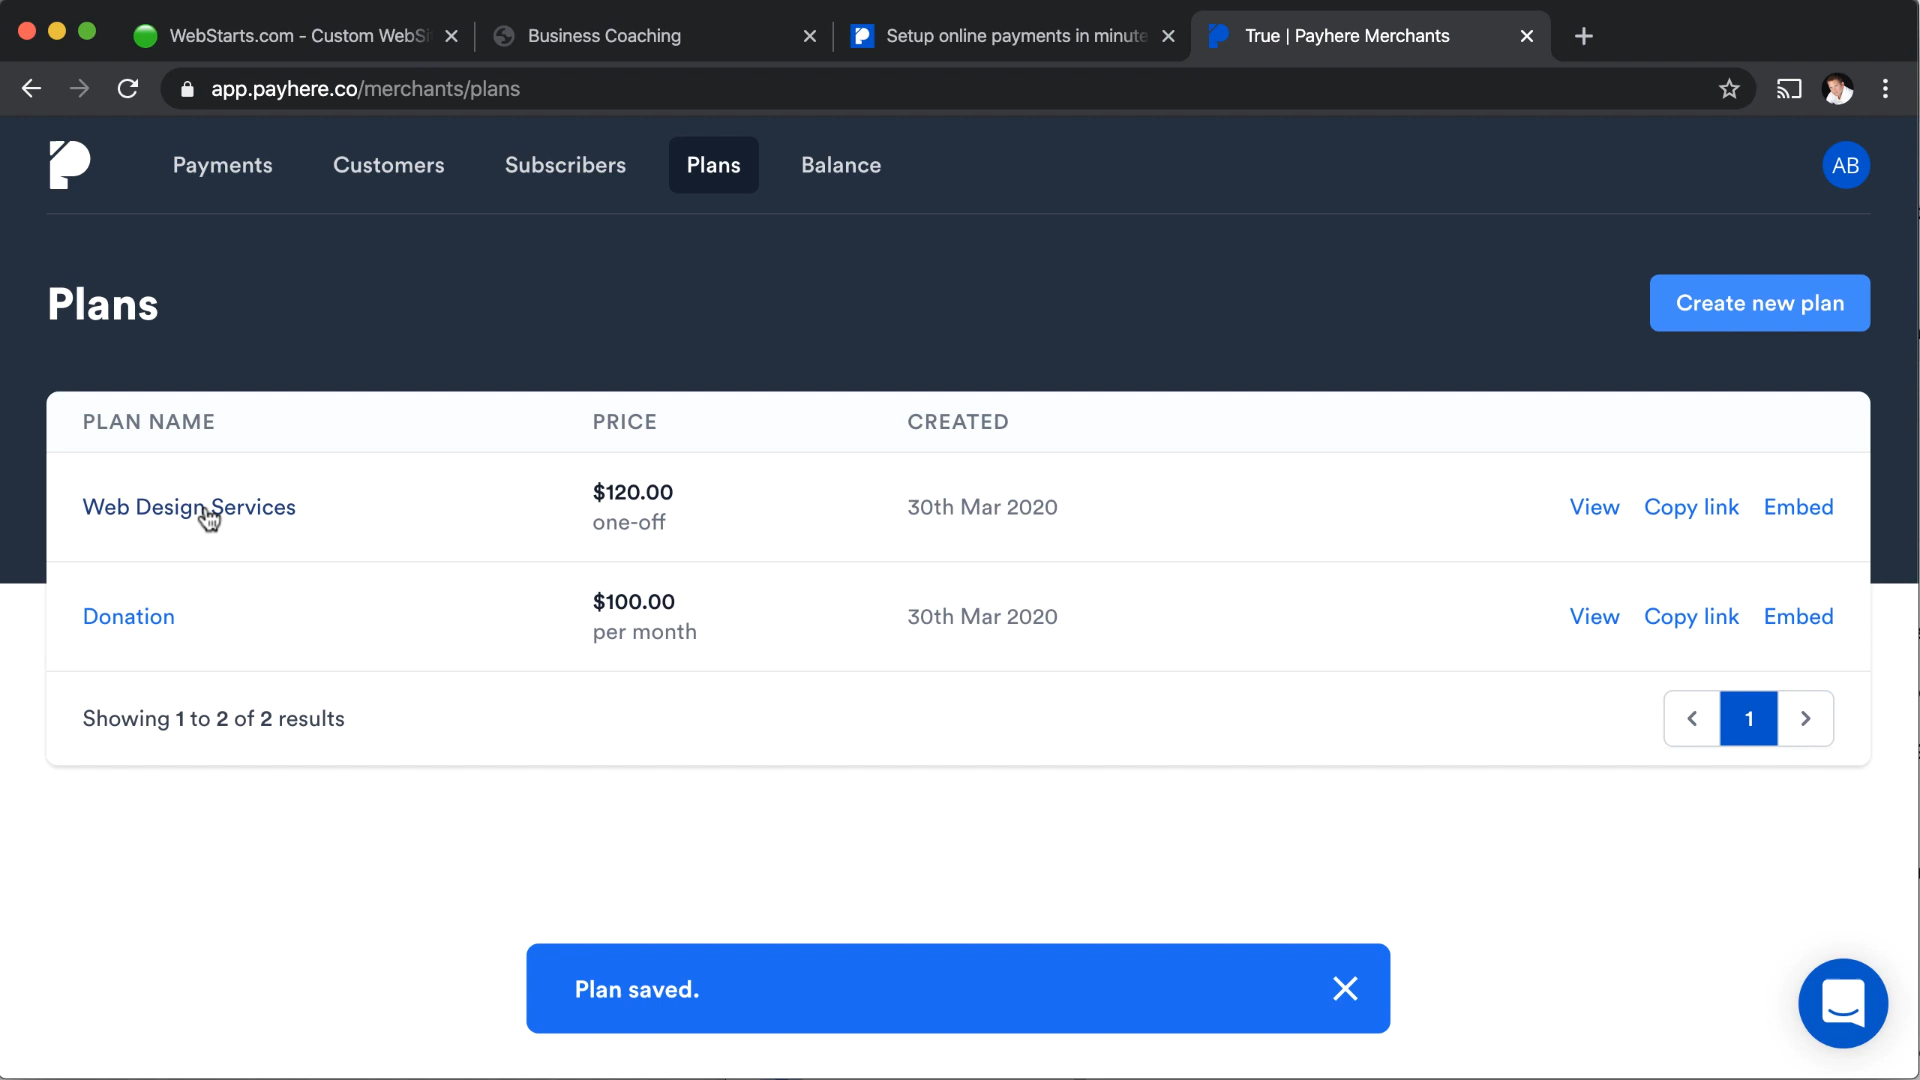 WebStarts.com - Custom WebSi
Business Coaching
Setup online payments in minute
True | Payhere Merchants
app.payhere.co/merchants/plans
Payments
Customers
Subscribers
Plans
Balance
AB
Plans
Create new plan
PLAN NAME
PRICE
CREATED
Web Design Services
$120.00
one-off
30th Mar 2020
View
Copy link
Embed
Donation
$100.00
per month
30th Mar 2020
View
Copy link
Embed
Showing 1 to 2 of 2 results
1
Plan saved.